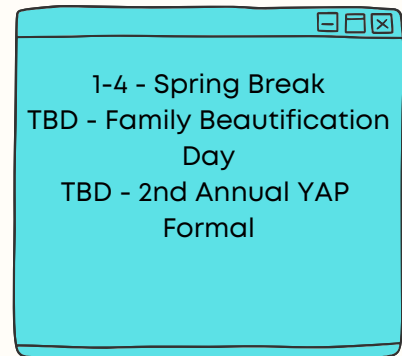 1-4 - Spring Break
TBD - Family Beautification
Day
TBD - 2nd Annual YAP
Formal